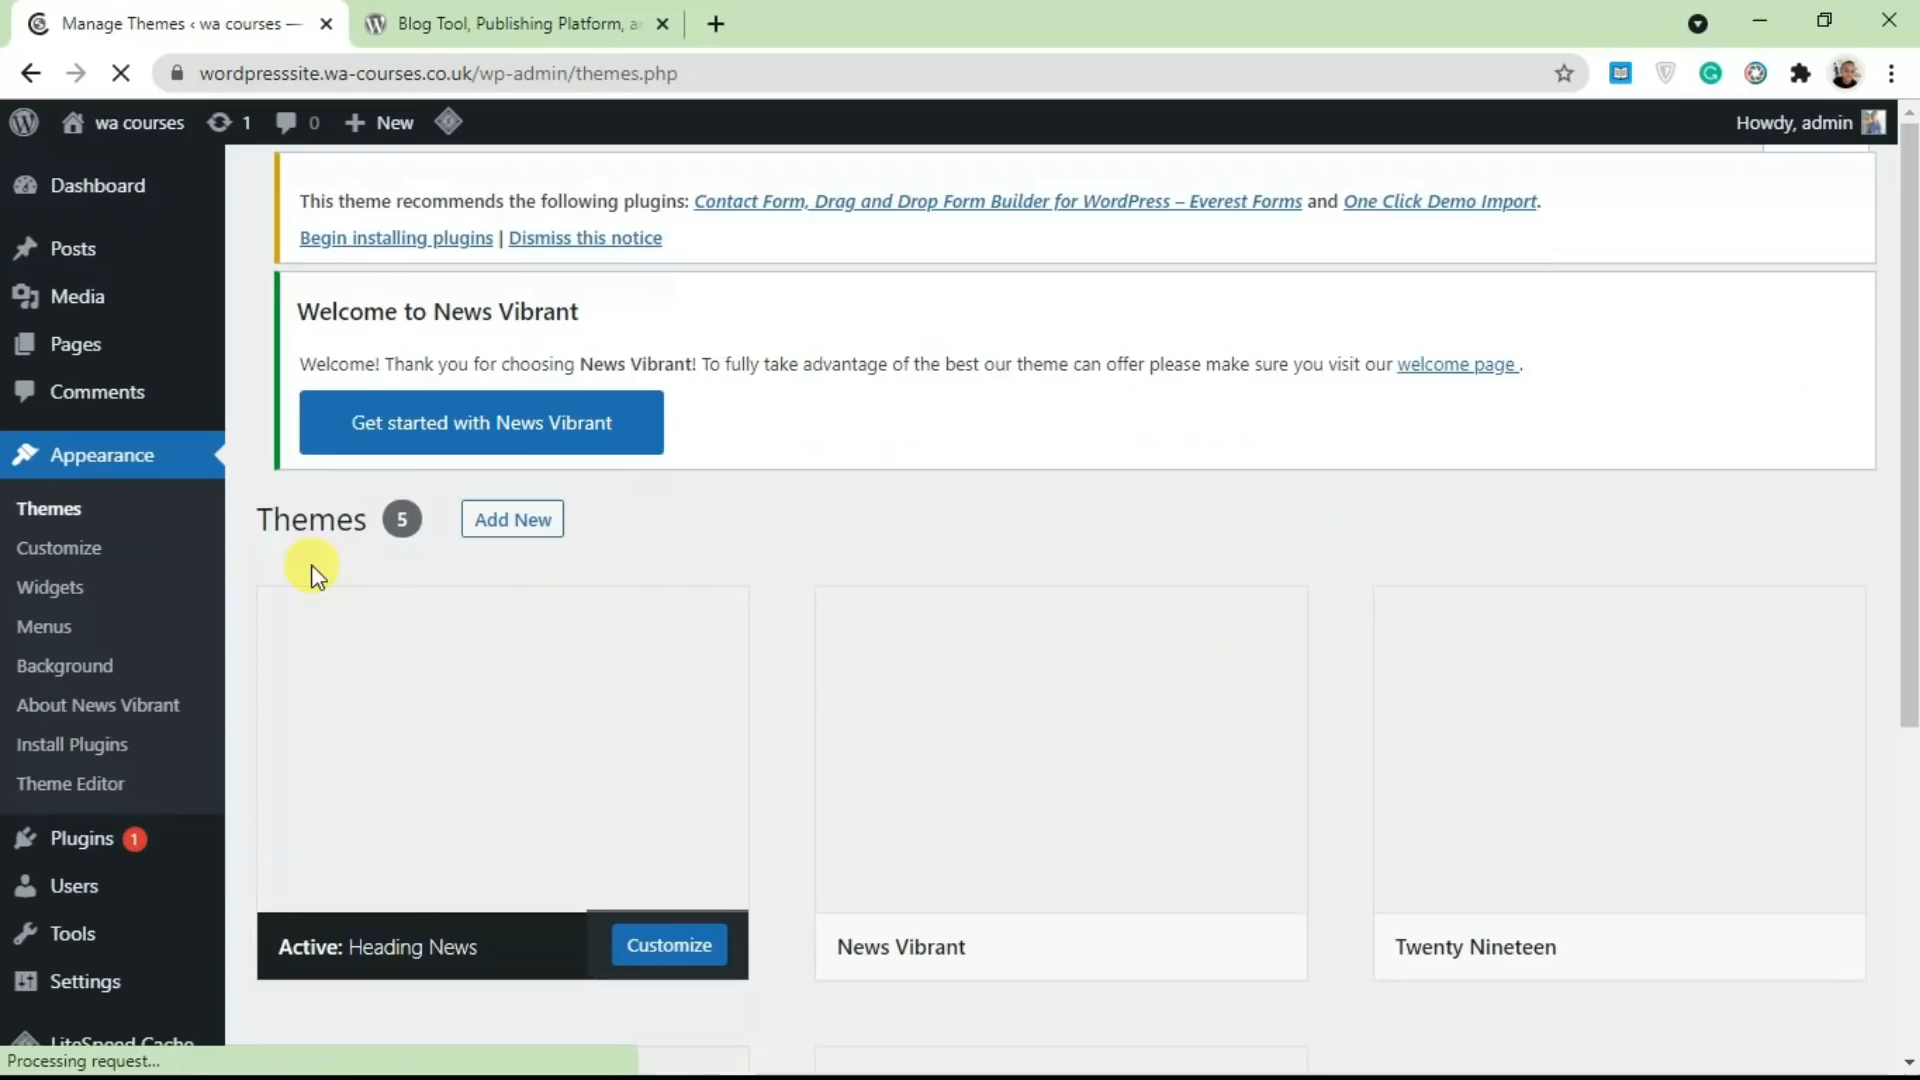 Manage Themes ‹ wa courses —
Blog Tool, Publishing Platform, a
wordpresssite.wa-courses.co.uk/wp-admin/themes.php
wa courses
1
0
New
Howdy, admin
Dashboard
Posts
Media
Pages
Comments
Appearance
Themes
Customize
Widgets
Menus
Background
About News Vibrant
Install Plugins
Theme Editor
Plugins 1
Users
Tools
Settings
LiteSpeed Cache
Processing request...
This theme recommends the following plugins: Contact Form, Drag and Drop Form Builder for WordPress – Everest Forms and One Click Demo Import.
Begin installing plugins | Dismiss this notice
Welcome to News Vibrant
Welcome! Thank you for choosing News Vibrant! To fully take advantage of the best our theme can offer please make sure you visit our welcome page .
Get started with News Vibrant
Themes 5 Add New
Active: Heading News
Customize
News Vibrant
Twenty Nineteen